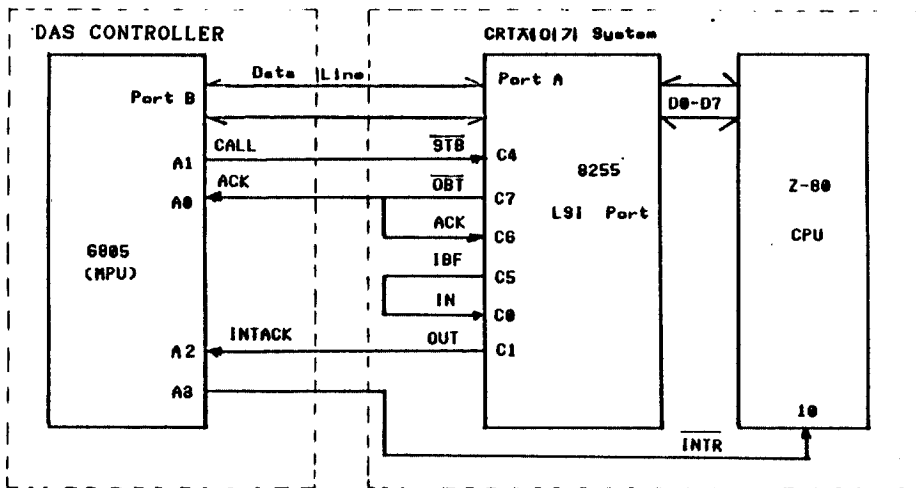 DAS CONTROLLER
System
Data Line
Port B
Port A
D0-D7
A1
CALL
STB
C4
A0
ACK
OBT
C7
ACK
C6
8255
LSI Port
Z-80
CPU
6805
(MPU)
IBF
C5
IN
C0
A2
INTACK
OUT
C1
A3
INTR
10